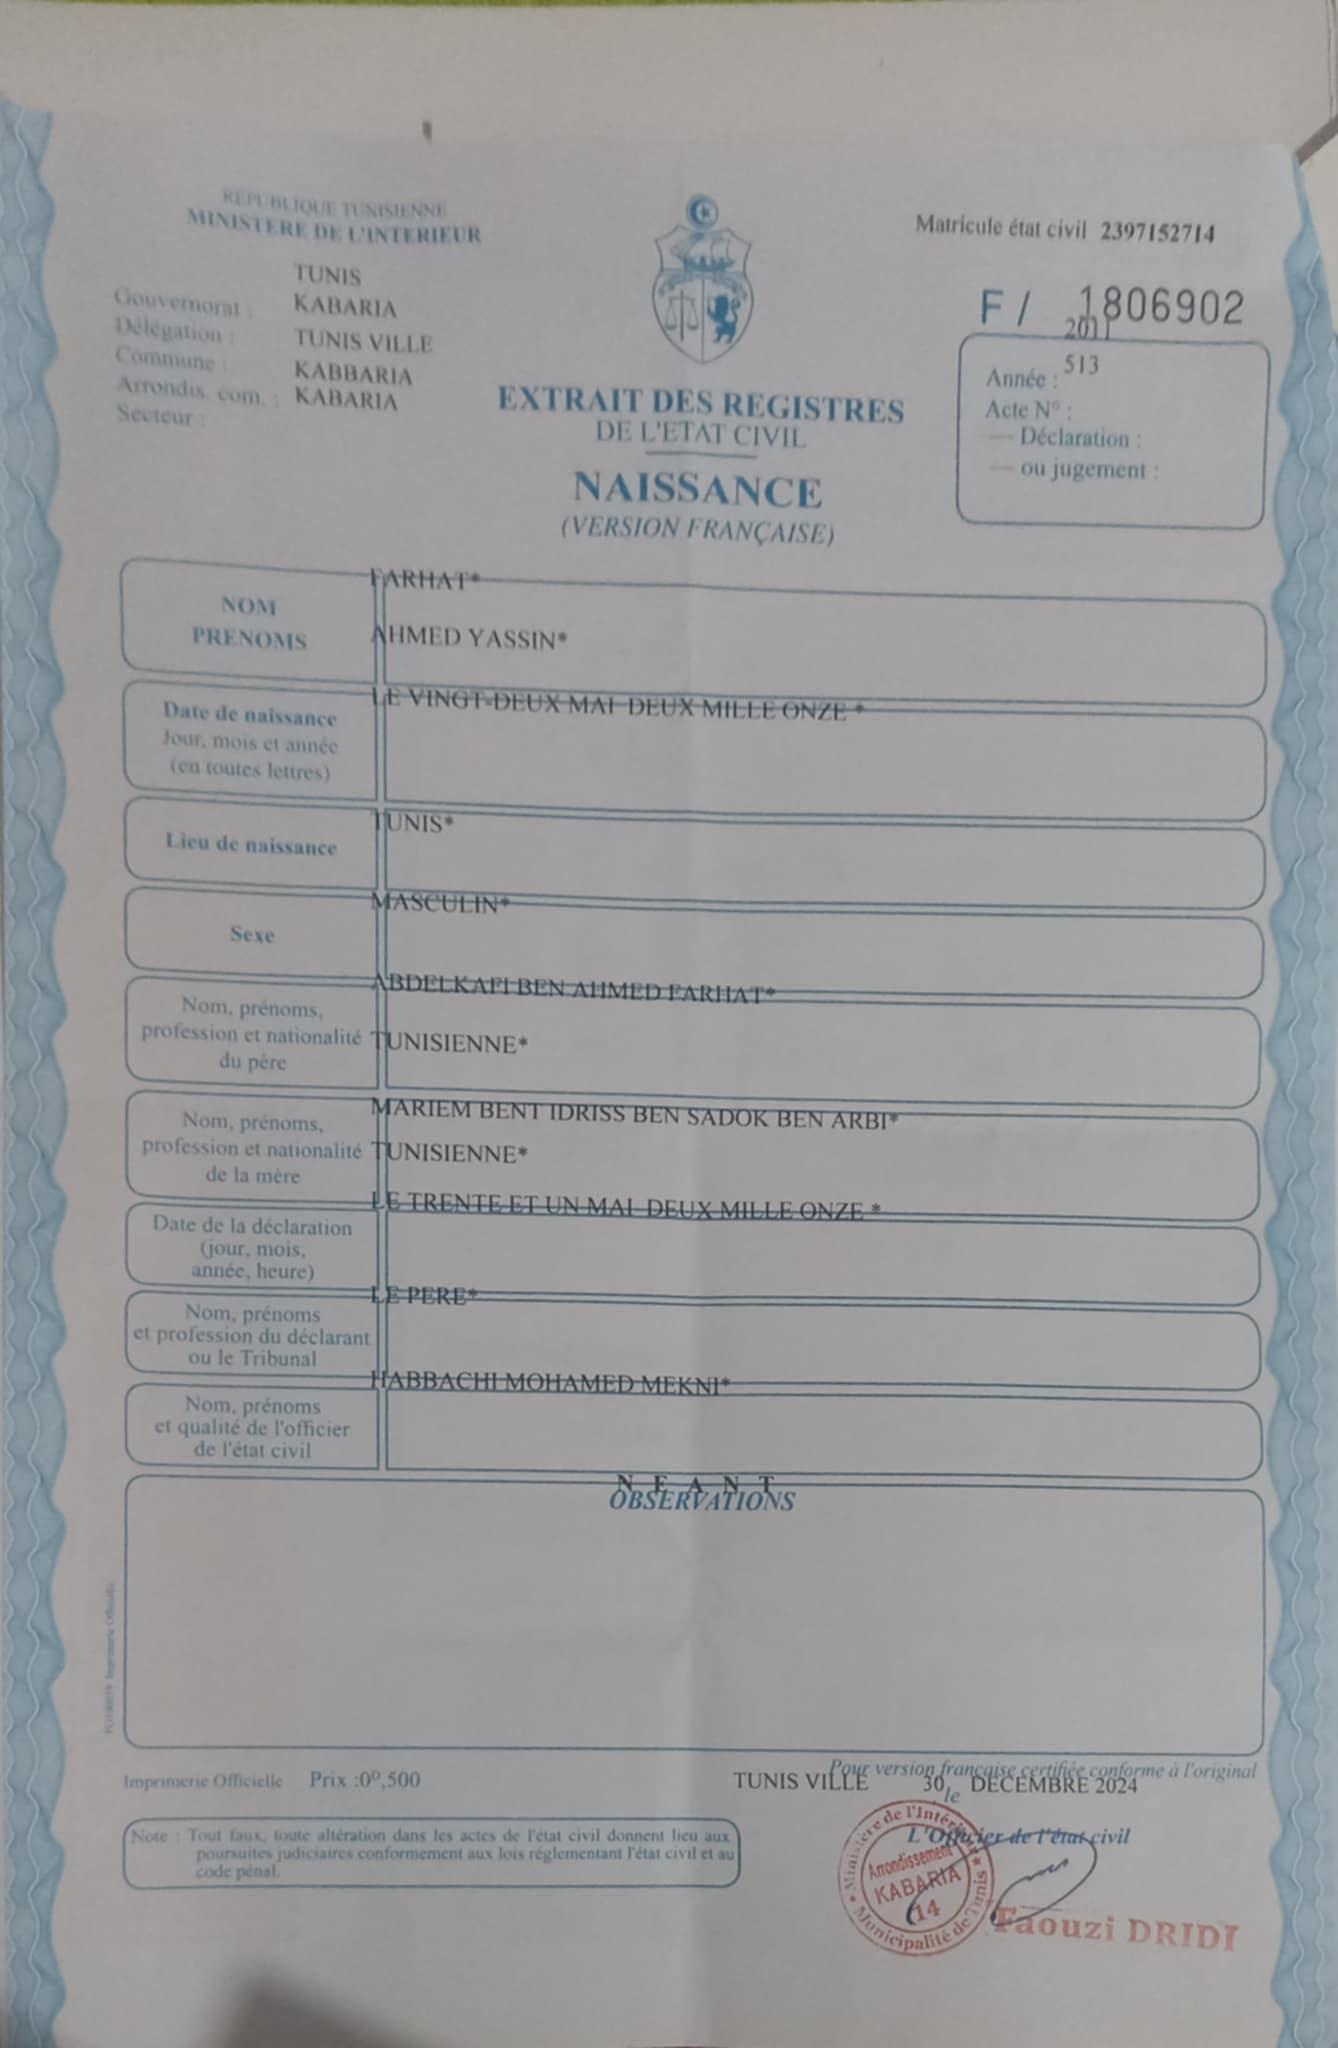 REPUBLIQUE TUNISIENNE
MINISTERE DE L'INTERIEUR
TUNIS
Gouvernorat : KABARIA
Délégation : TUNIS VILLE
Commune : KABBARIA
Arrondis. com. : KABARIA
Secteur :
Matricule état civil 2397152714
F / 1806902
2011
Année : 513
Acte N° :
— Déclaration :
— ou jugement :
EXTRAIT DES REGISTRES
DE L'ETAT CIVIL
NAISSANCE
(VERSION FRANÇAISE)
FARHAT*
NOM
PRENOMS
AHMED YASSIN*
LE VINGT-DEUX MAI DEUX MILLE ONZE *
Date de naissance
Jour, mois et année
(en toutes lettres)
TUNIS*
Lieu de naissance
MASCULIN*
Sexe
ABDELKAFI BEN AHMED FARHAT*
Nom, prénoms,
profession et nationalité
du père
TUNISIENNE*
MARIEM BENT IDRISS BEN SADOK BEN ARBI*
Nom, prénoms,
profession et nationalité
de la mère
TUNISIENNE*
LE TRENTE ET UN MAI DEUX MILLE ONZE *
Date de la déclaration
(jour, mois,
année, heure)
LE PERE*
Nom, prénoms
et profession du déclarant
ou le Tribunal
HABBACHI MOHAMED MEKNI*
Nom, prénoms
et qualité de l'officier
de l'état civil
N E A N T
OBSERVATIONS
Imprimerie Officielle Prix :0ᴰ,500
Pour version française certifiée conforme à l'original
TUNIS VILLE le 30 DECEMBRE 2024
L'Officier de l'état civil
Note : Tout faux, toute altération dans les actes de l'état civil donnent lieu aux
poursuites judiciaires conformement aux lois réglementant l'état civil et au
code pénal.
Ministère de l'Intérieur
Arrondissement
KABARIA
14
Municipalité de Tunis
Faouzi DRIDI